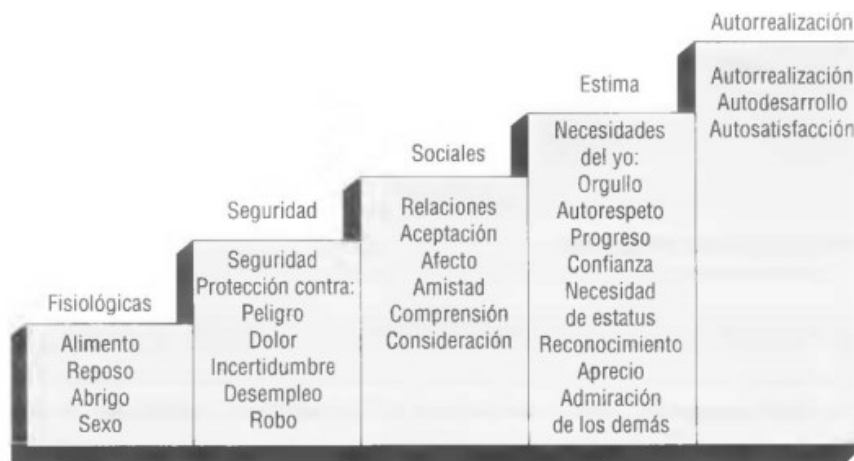 Fisiológicas
Alimento
Reposo
Abrigo
Sexo
Seguridad
Seguridad
Protección contra:
Peligro
Dolor
Incertidumbre
Desempleo
Robo
Sociales
Relaciones
Aceptación
Afecto
Amistad
Comprensión
Consideración
Estima
Necesidades
del yo:
Orgullo
Autorespeto
Progreso
Confianza
Necesidad
de estatus
Reconocimiento
Aprecio
Admiración
de los demás
Autorrealización
Autorrealización
Autodesarrollo
Autosatisfacción